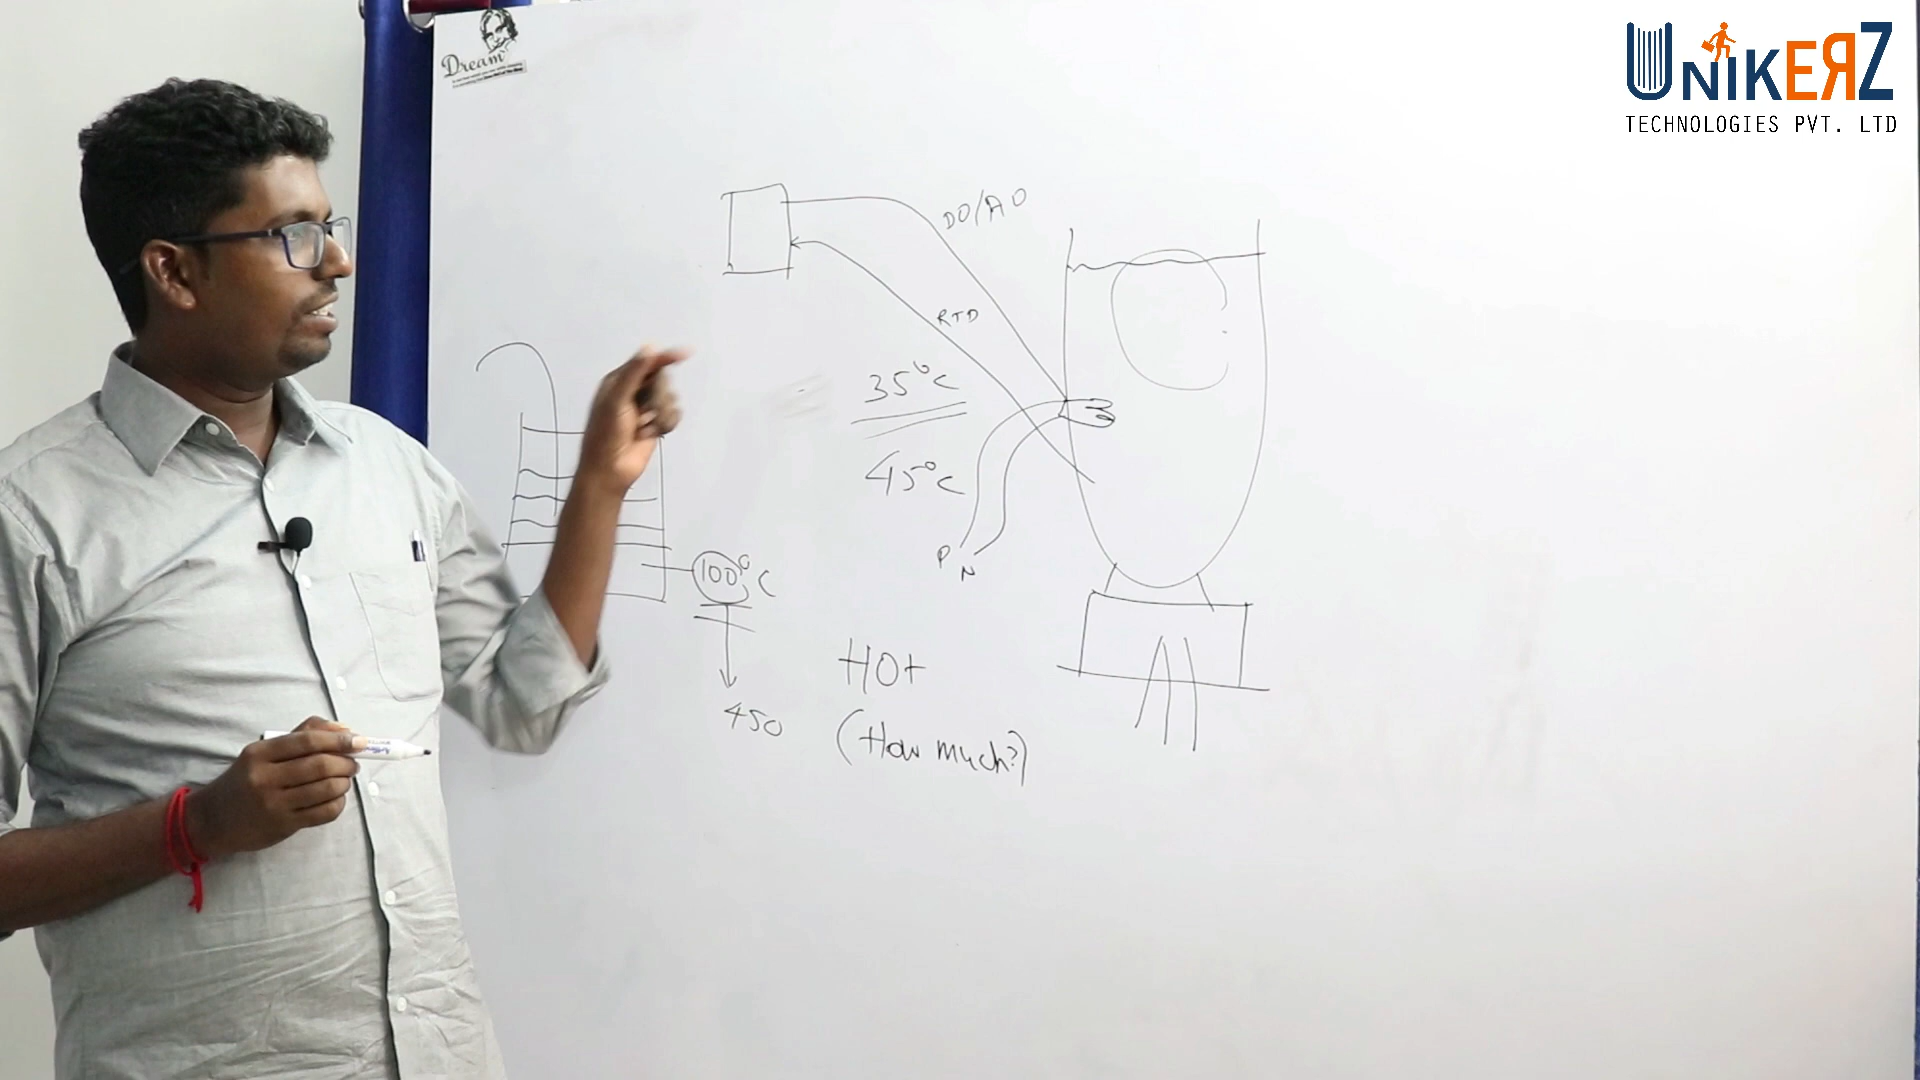 Dream
UNIKERZ
TECHNOLOGIES PVT. LTD
DO/AO
RTD
35°C
45°C
P
N
100°C
450
HOt
(How much?)